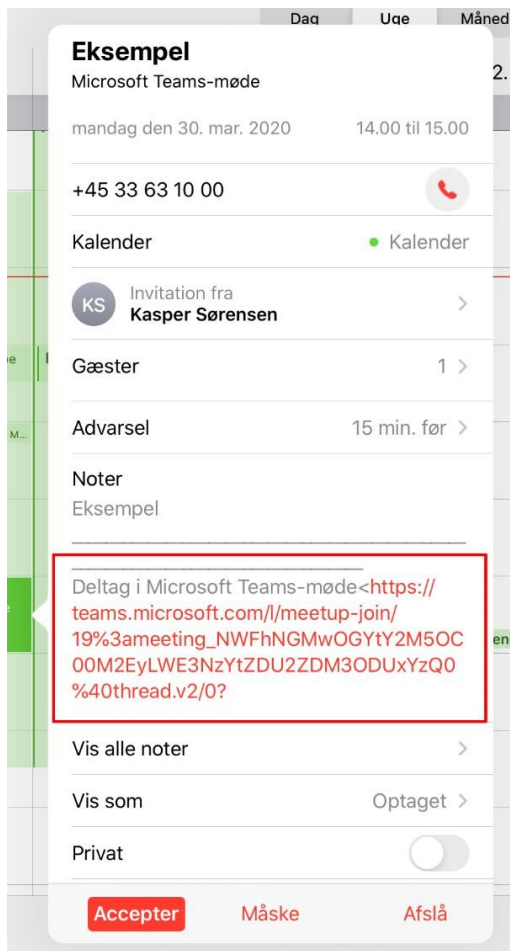 Dag Uge Måned
2.
Eksempel
Microsoft Teams-møde
mandag den 30. mar. 2020 14.00 til 15.00
+45 33 63 10 00
Kalender Kalender
KS Invitation fra
Kasper Sørensen
Gæster 1
Advarsel 15 min. før
M...
Noter
Eksempel
Deltag i Microsoft Teams-møde<https://
teams.microsoft.com/l/meetup-join/
19%3ameeting_NWFhNGMwOGYtY2M5OC
00M2EyLWE3NzYtZDU2ZDM3ODUxYzQ0
%40thread.v2/0?
Vis alle noter
Vis som Optaget
Privat
Accepter Måske Afslå